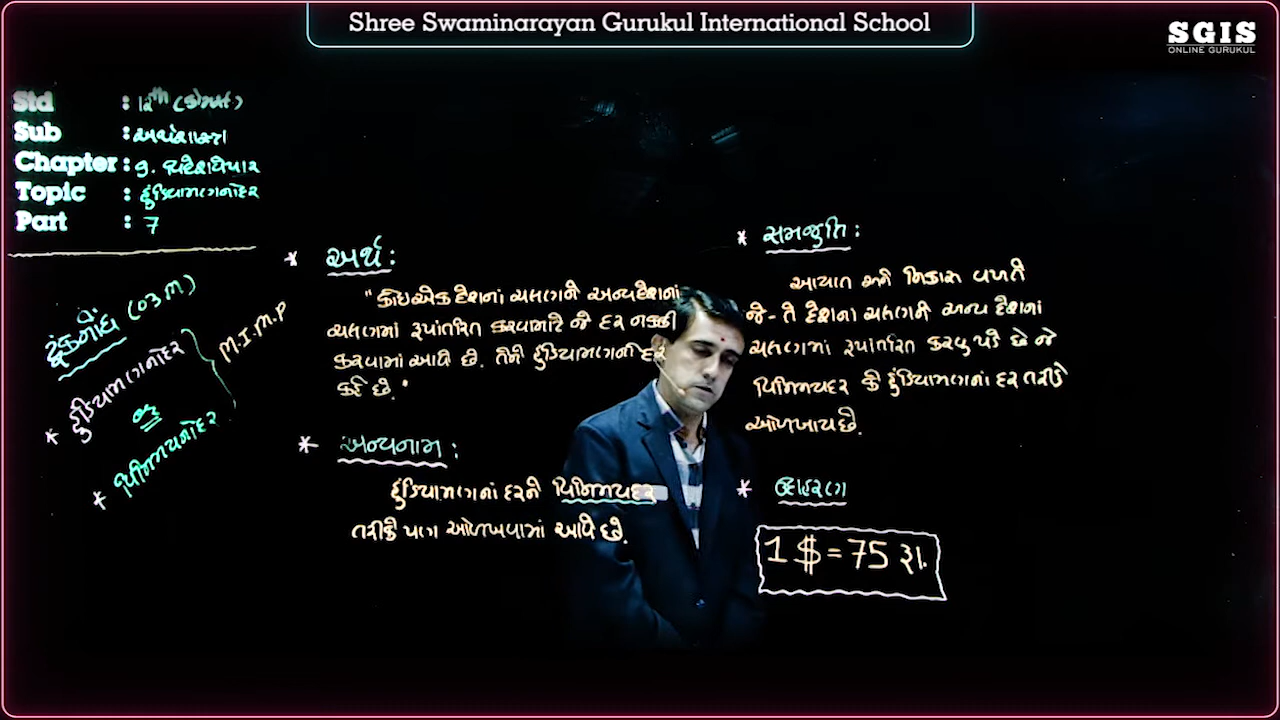 Shree Swaminarayan Gurukul International School
SGIS
ONLINE GURUKUL
Std : 12th (કોમર્સ)
Sub : અર્થશાસ્ત્ર
Chapter : 9. વિદેશવેપાર
Topic : હૂંડિયામણનોદર
Part : 7
ટૂંકનોંધ (03 M)
* હૂંડિયામણનોદર
M.I.M.P
* વિનિમયનોદર
* અર્થ :
"કોઇએક દેશનાં ચલણને અન્યદેશનાં
ચલણમાં રૂપાંતરિત કરવામાટે જે દર નક્કી
કરવામાં આવે છે. તેને હૂંડિયામણનો દર
કહે છે."
* અન્યનામ :
હૂંડિયામણનાં દરને વિનિમયદર
તરીકે પણ ઓળખવામાં આવે છે.
* સમજુતિ :
આયાત અને નિકાસ વખતે
જે-તે દેશના ચલણને અન્ય દેશનાં
ચલણમાં રૂપાંતરિત કરવુ પડે છે જે
વિનિમયદર કે હૂંડિયામણનાં દર તરીકે
ઓળખાય છે.
* ઉદાહરણ
1 $ = 75 રૂા.